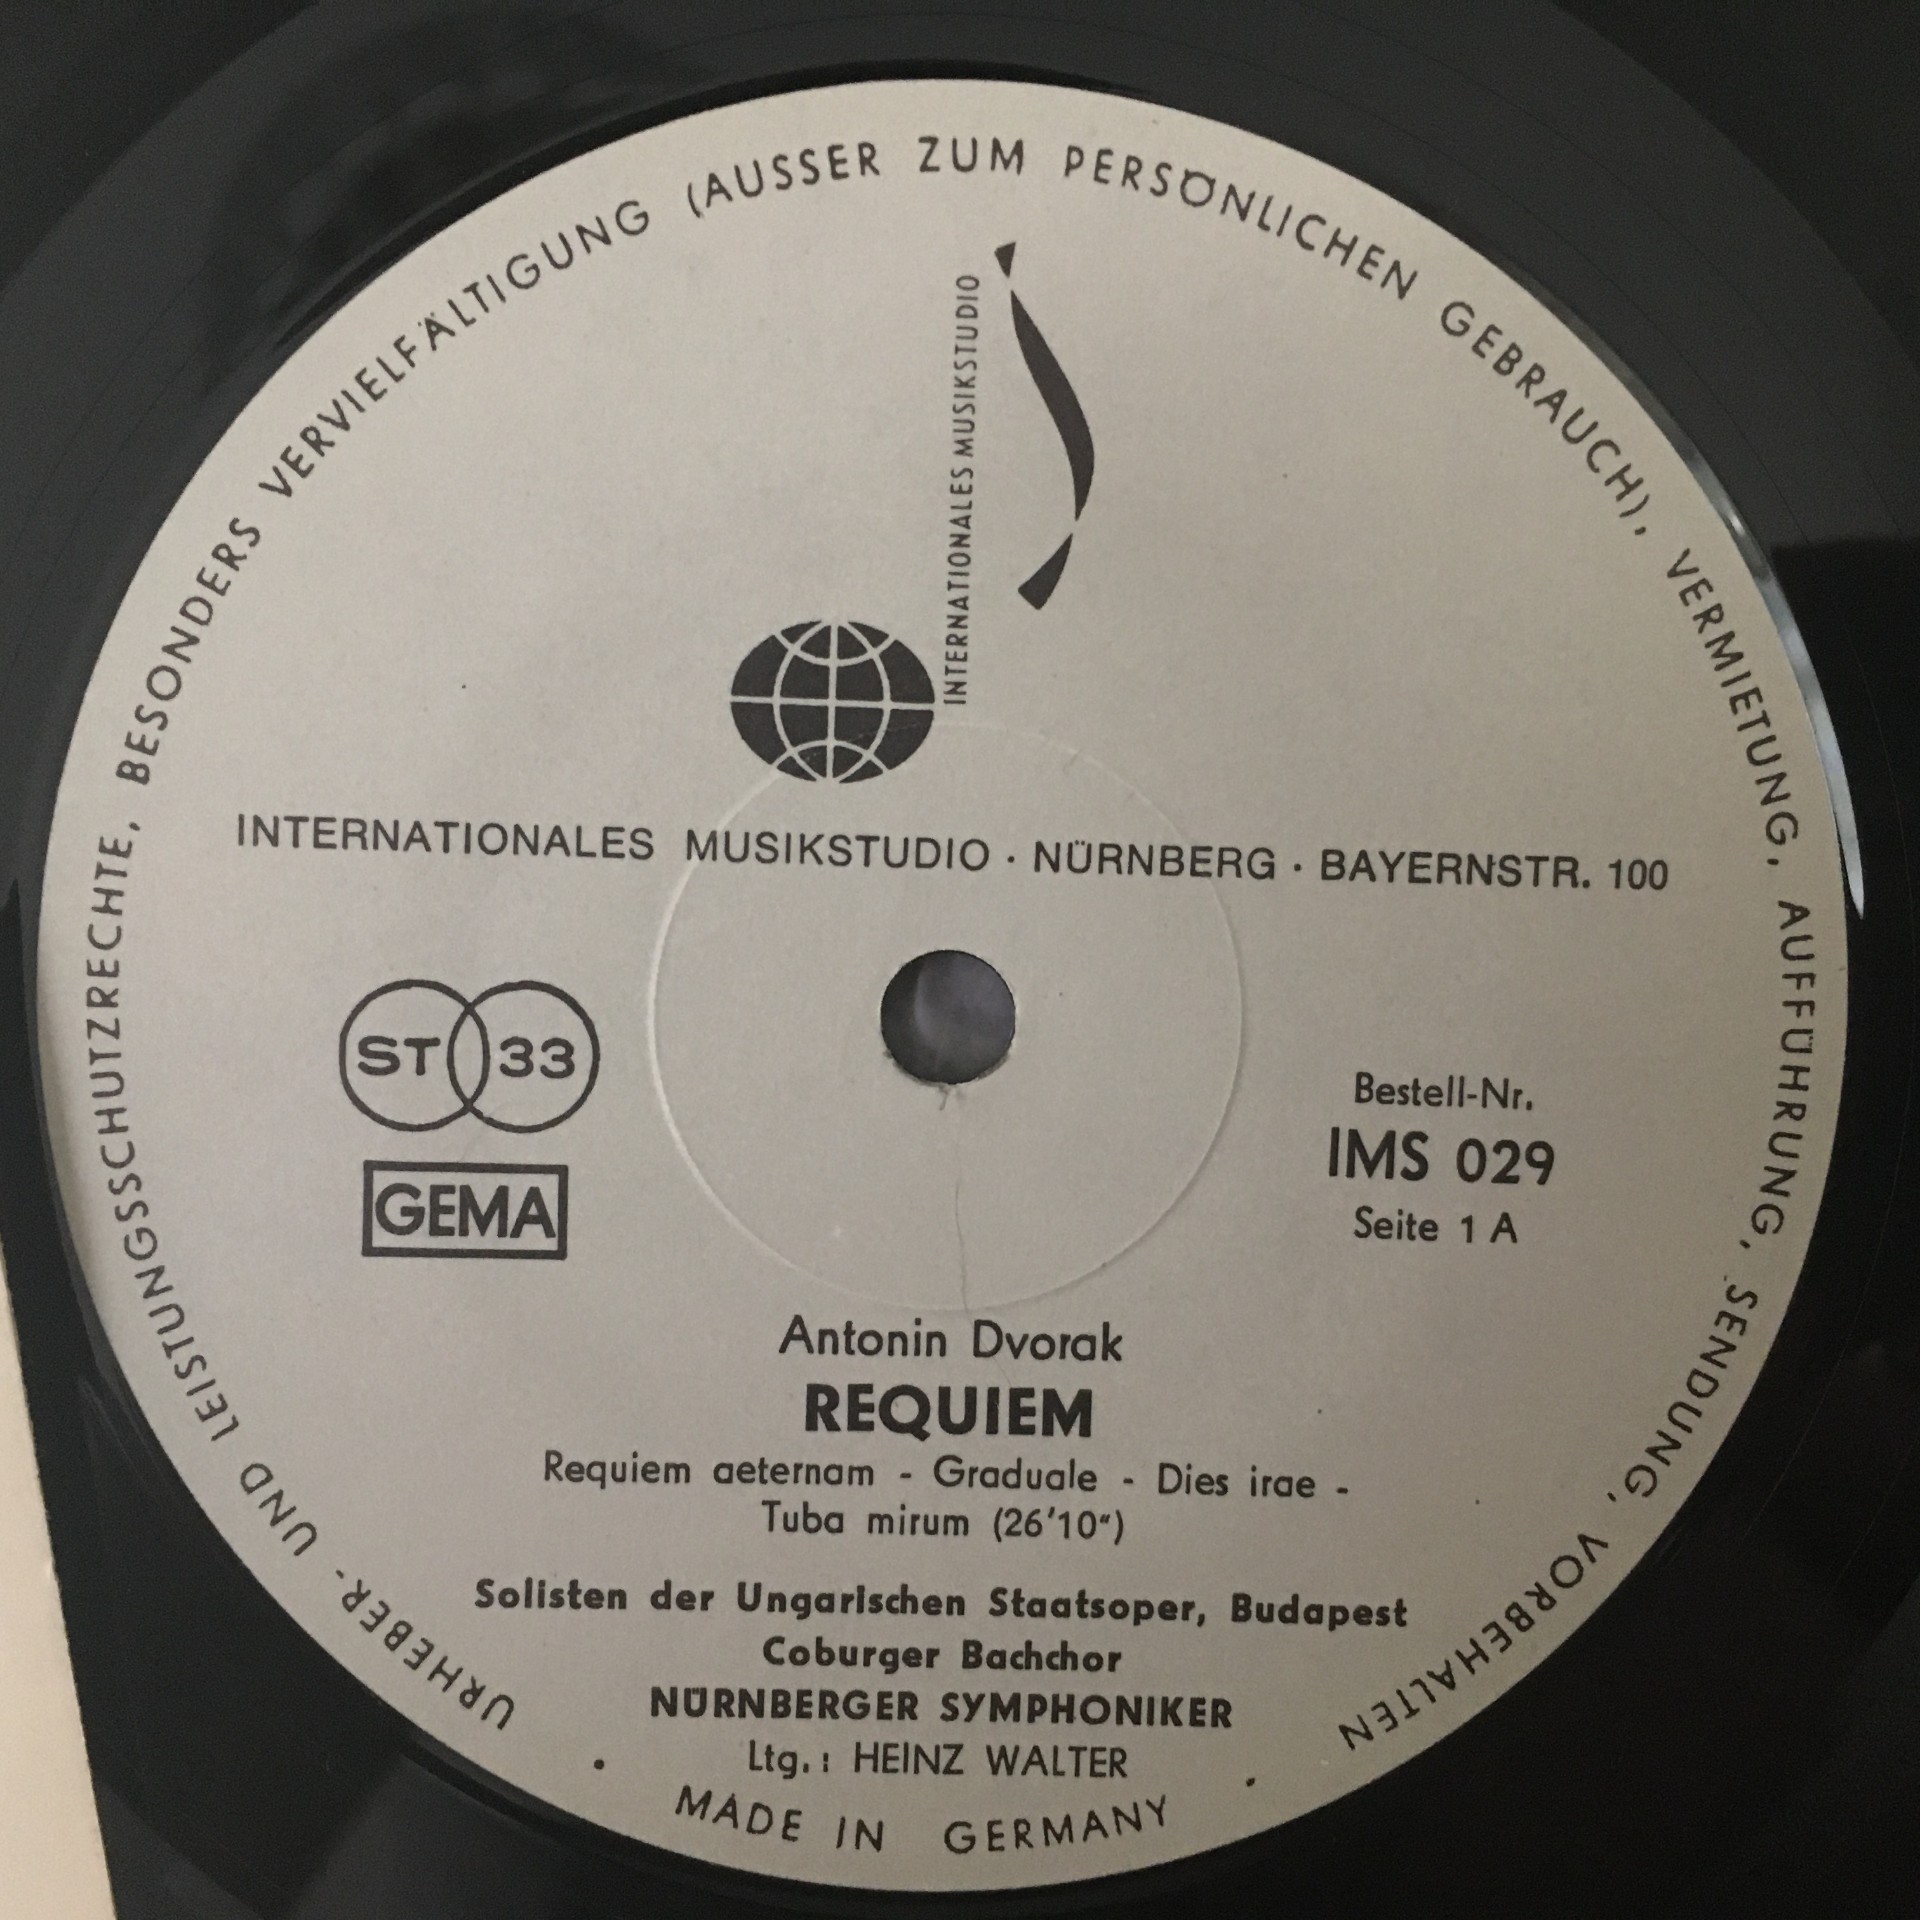 URHEBER- UND LEISTUNGSSCHUTZRECHTE, BESONDERS VERVIELFÄLTIGUNG (AUSSER ZUM PERSÖNLICHEN GEBRAUCH), VERMIETUNG, AUFFÜHRUNG, SENDUNG, VORBEHALTEN
INTERNATIONALES MUSIKSTUDIO
INTERNATIONALES MUSIKSTUDIO · NÜRNBERG · BAYERNSTR. 100
ST 33
GEMA
Bestell-Nr.
IMS 029
Seite 1 A
Antonin Dvorak
REQUIEM
Requiem aeternam - Graduale - Dies irae -
Tuba mirum (26'10")
Solisten der Ungarischen Staatsoper, Budapest
Coburger Bachchor
NÜRNBERGER SYMPHONIKER
Ltg.: HEINZ WALTER
· MADE IN GERMANY ·